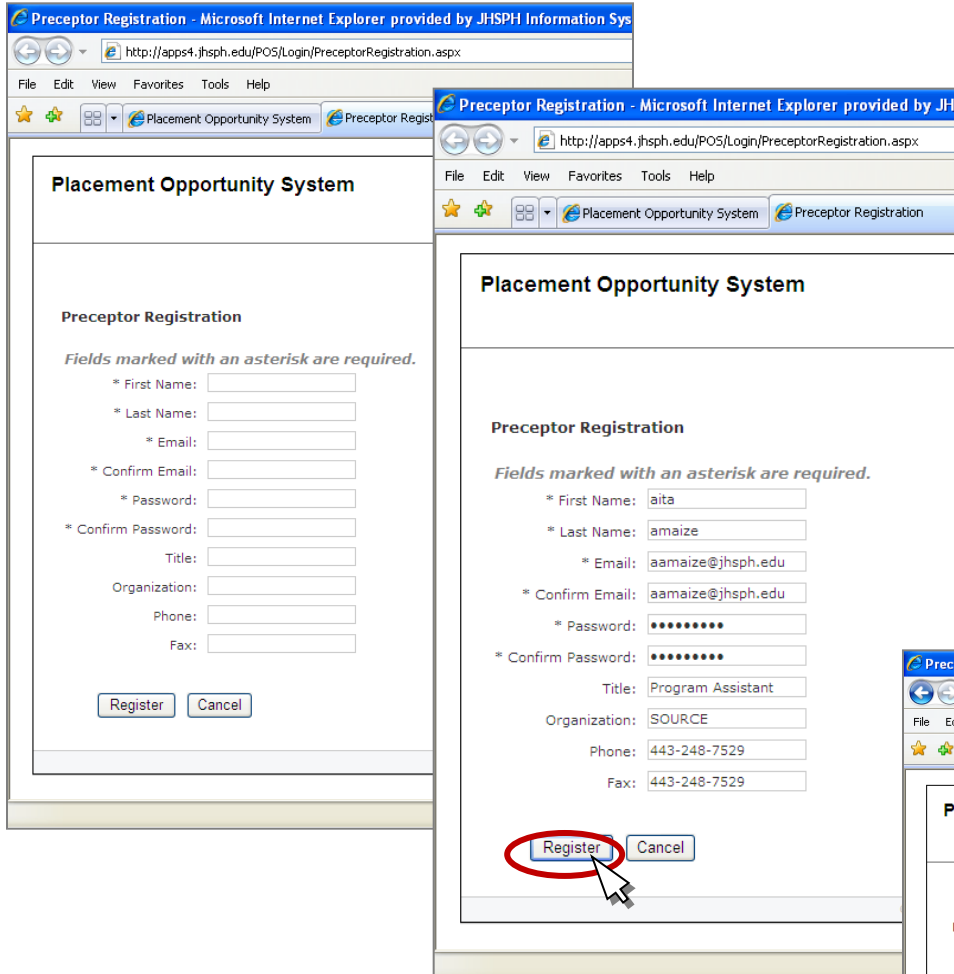 Preceptor Registration - Microsoft Internet Explorer provided by JHSPH Information Sys
http://apps4.jhsph.edu/POS/Login/PreceptorRegistration.aspx
File Edit View Favorites Tools Help
Placement Opportunity System Preceptor Regist
Placement Opportunity System
Preceptor Registration
Fields marked with an asterisk are required.
* First Name:
* Last Name:
* Email:
* Confirm Email:
* Password:
* Confirm Password:
Title:
Organization:
Phone:
Fax:
Register Cancel
Preceptor Registration - Microsoft Internet Explorer provided by JH
http://apps4.jhsph.edu/POS/Login/PreceptorRegistration.aspx
File Edit View Favorites Tools Help
Placement Opportunity System Preceptor Registration
Placement Opportunity System
Preceptor Registration
Fields marked with an asterisk are required.
* First Name: aita
* Last Name: amaize
* Email: aamaize@jhsph.edu
* Confirm Email: aamaize@jhsph.edu
* Password: •••••••••
* Confirm Password: •••••••••
Title: Program Assistant
Organization: SOURCE
Phone: 443-248-7529
Fax: 443-248-7529
Register Cancel
Prec
File E
P